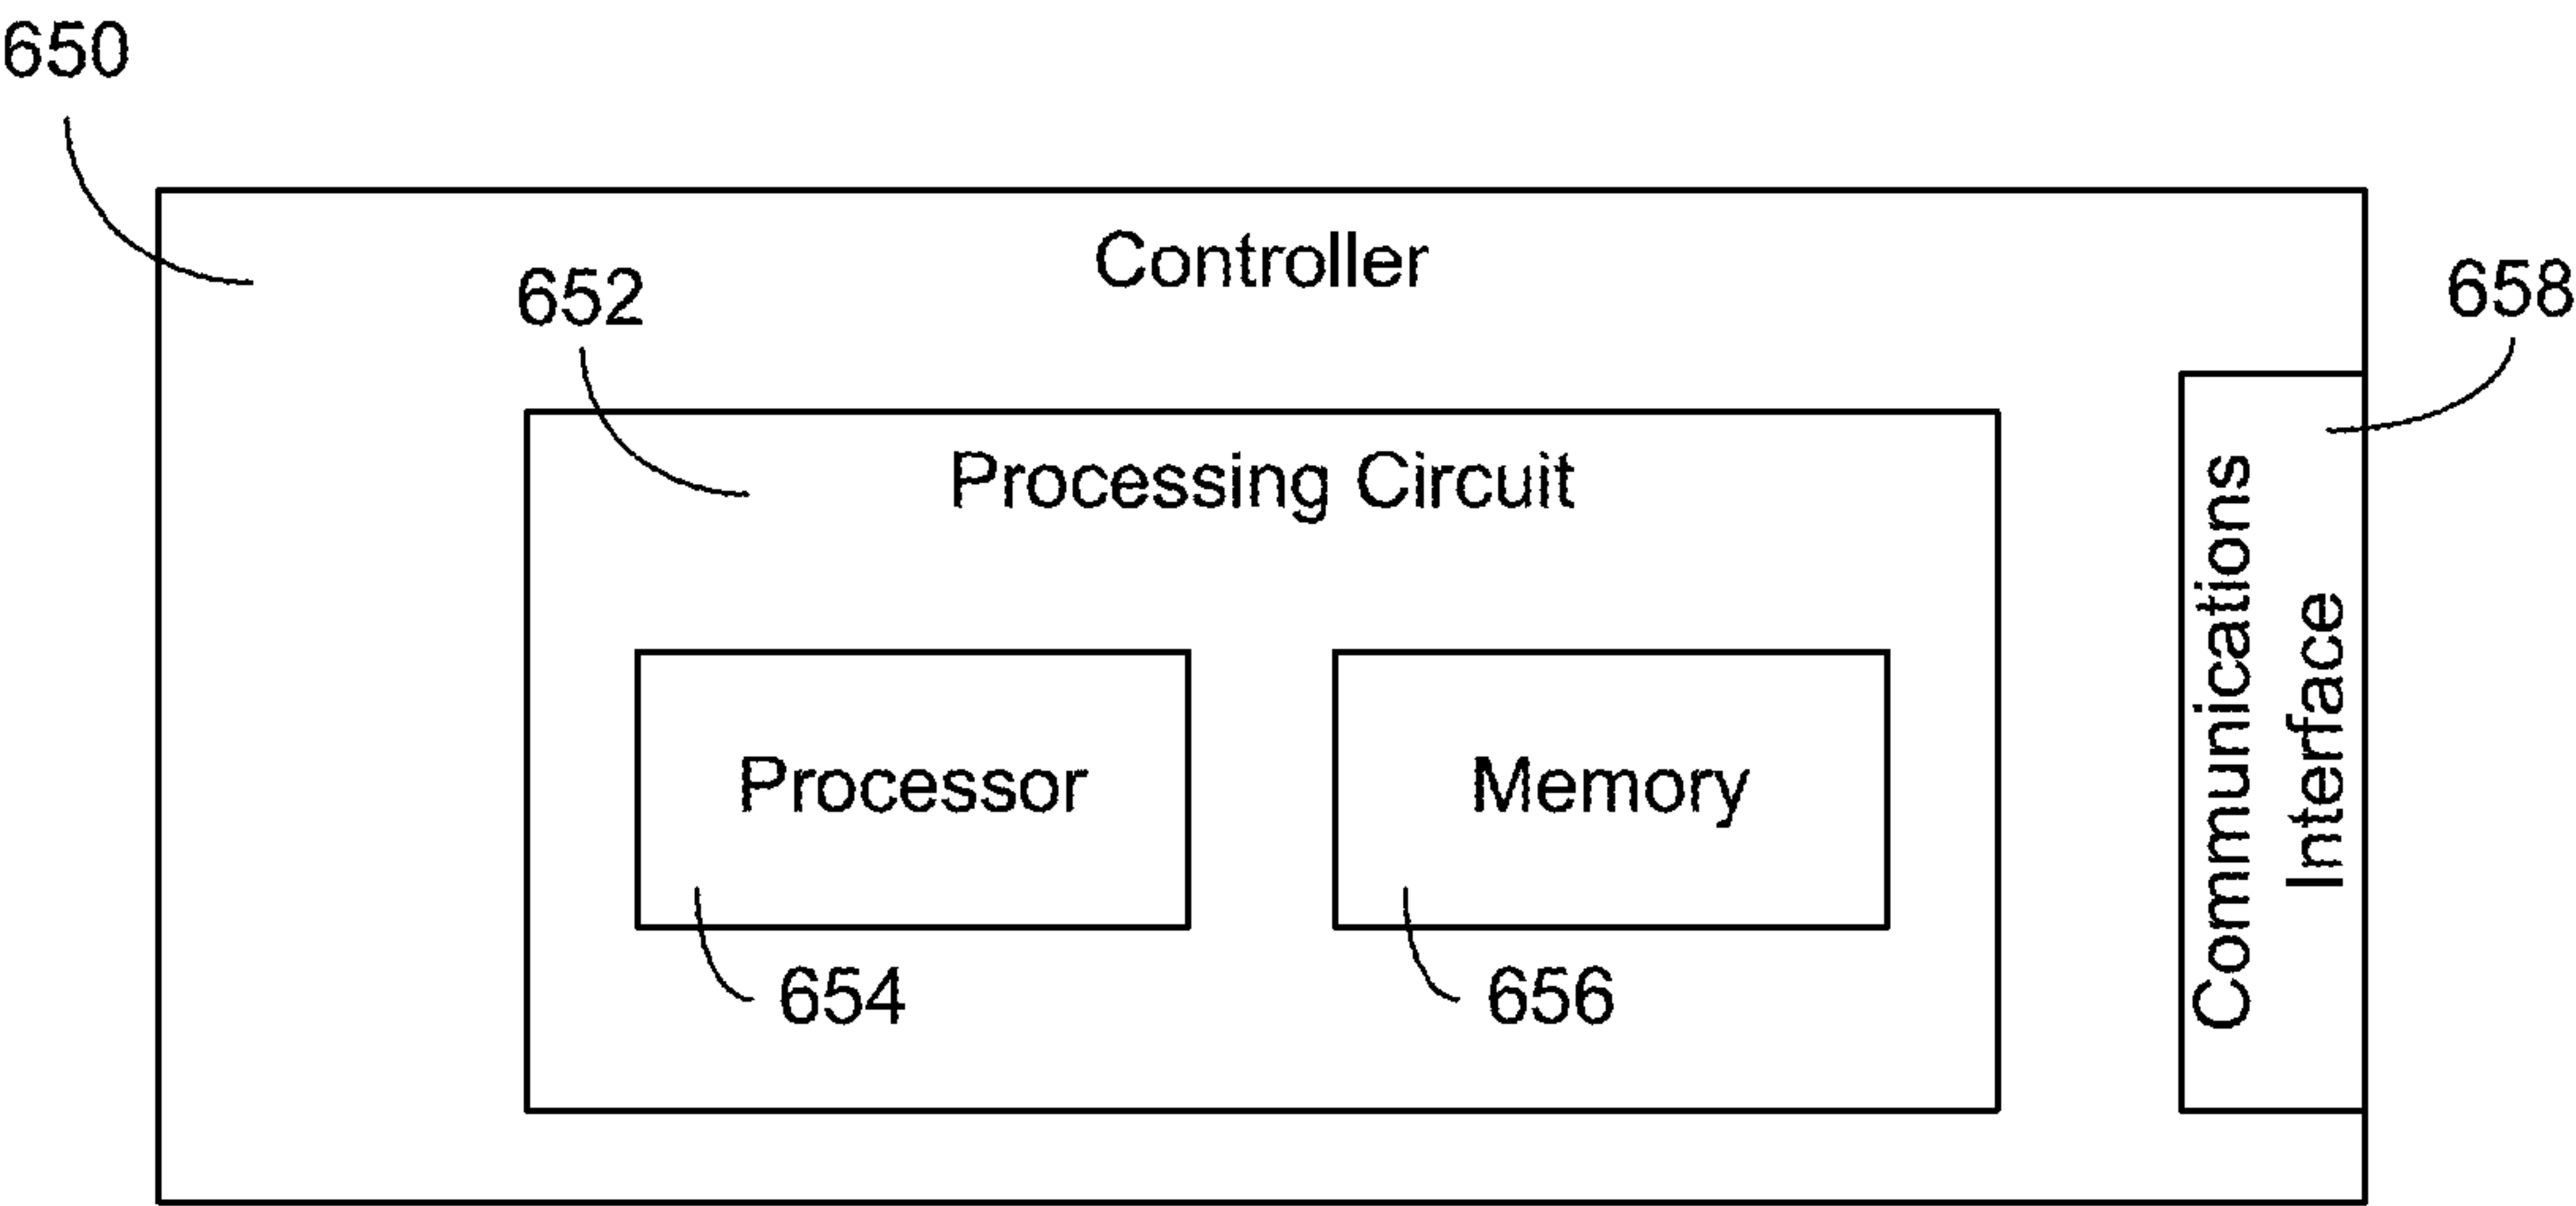 650
Controller
652
658
Processing Circuit
Communications
Interface
Processor
Memory
654
656